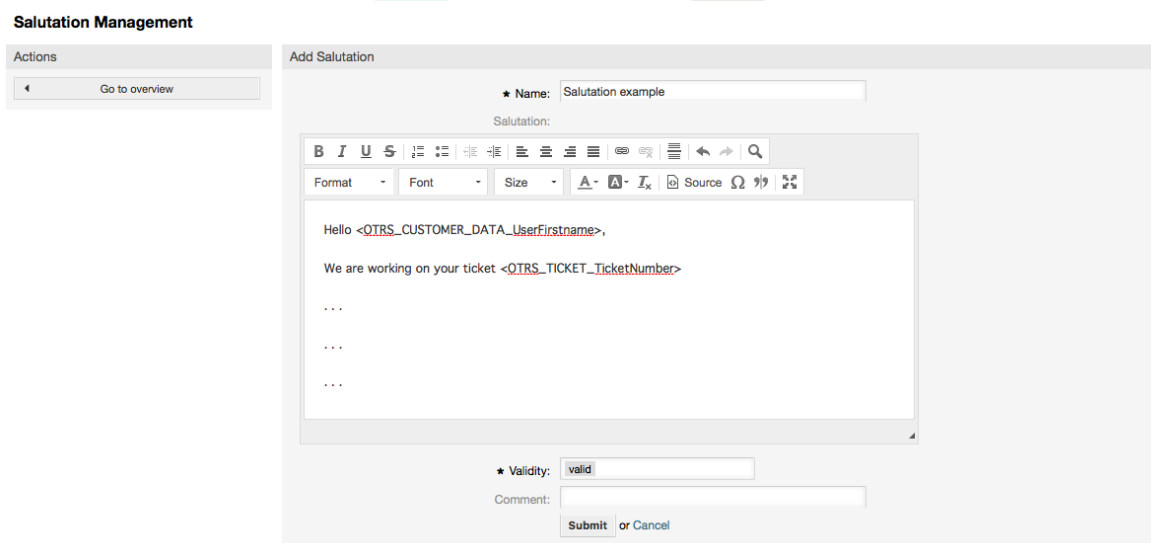 Salutation Management
Actions
Go to overview
Add Salutation
★ Name: Salutation example
Salutation:
B I U S
Format Font Size A A Ix Source Ω
Hello <OTRS_CUSTOMER_DATA_UserFirstname>,
We are working on your ticket <OTRS_TICKET_TicketNumber>
. . .
. . .
. . .
★ Validity: valid
Comment:
Submit or Cancel